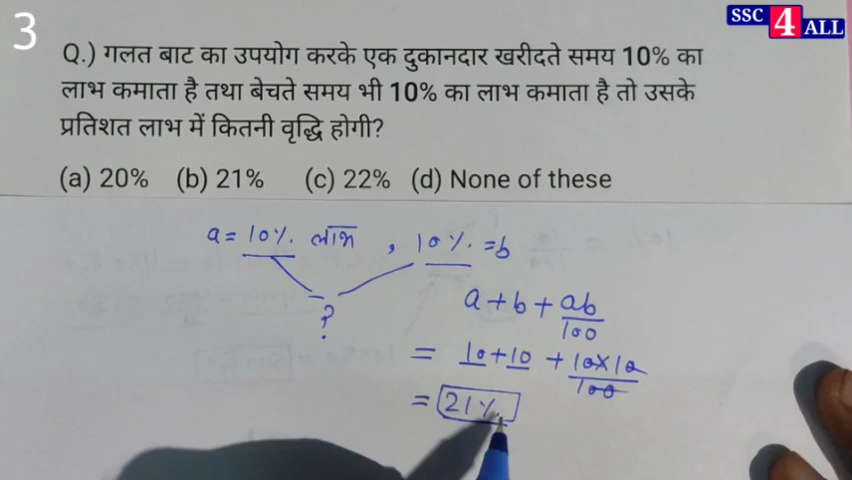 3
SSC 4 ALL
Q.) गलत बाट का उपयोग करके एक दुकानदार खरीदते समय 10% का
लाभ कमाता है तथा बेचते समय भी 10% का लाभ कमाता है तो उसके
प्रतिशत लाभ में कितनी वृद्धि होगी?
(a) 20% (b) 21% (c) 22% (d) None of these
a = 10% लाभ , 10% = b
?
a + b + ab/100
= 10 + 10 + 10×10/100
= 21%